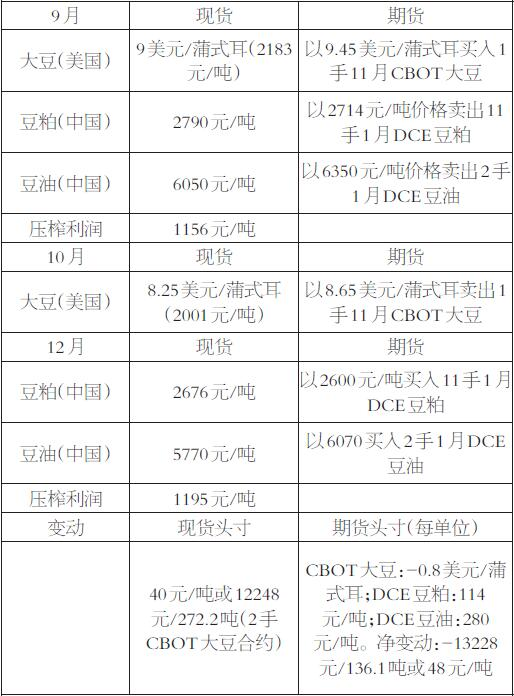 9月 现货 期货
大豆(美国) 9美元/蒲式耳(2183
元/吨) 以9.45美元/蒲式耳买入1
手11月CBOT大豆
豆粕(中国) 2790元/吨 以2714元/吨价格卖出11
手1月DCE豆粕
豆油(中国) 6050元/吨 以6350元/吨价格卖出2手
1月DCE豆油
压榨利润 1156元/吨
10月 现货 期货
大豆(美国) 8.25美元/蒲式耳
(2001元/吨) 以8.65美元/蒲式耳卖出1
手11月CBOT大豆
12月 现货 期货
豆粕(中国) 2676元/吨 以2600元/吨买入11手1月
DCE豆粕
豆油(中国) 5770元/吨 以6070买入2手1月DCE
豆油
压榨利润 1195元/吨
变动 现货头寸 期货头寸(每单位)
40元/吨或12248
元/272.2吨(2手
CBOT大豆合约)
CBOT大豆:-0.8美元/蒲
式耳;DCE豆粕:114
元/吨;DCE豆油:280
元/吨。净变动:-13228
元/136.1吨或48元/吨